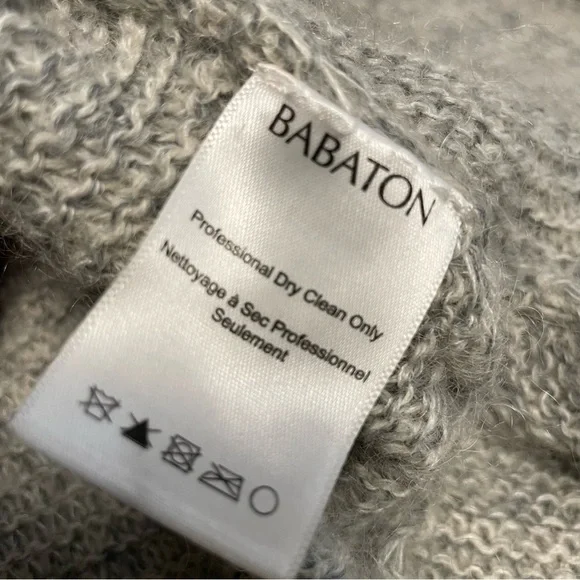 BABATON
Professional Dry Clean Only
Nettoyage à Sec Professionnel
Seulement